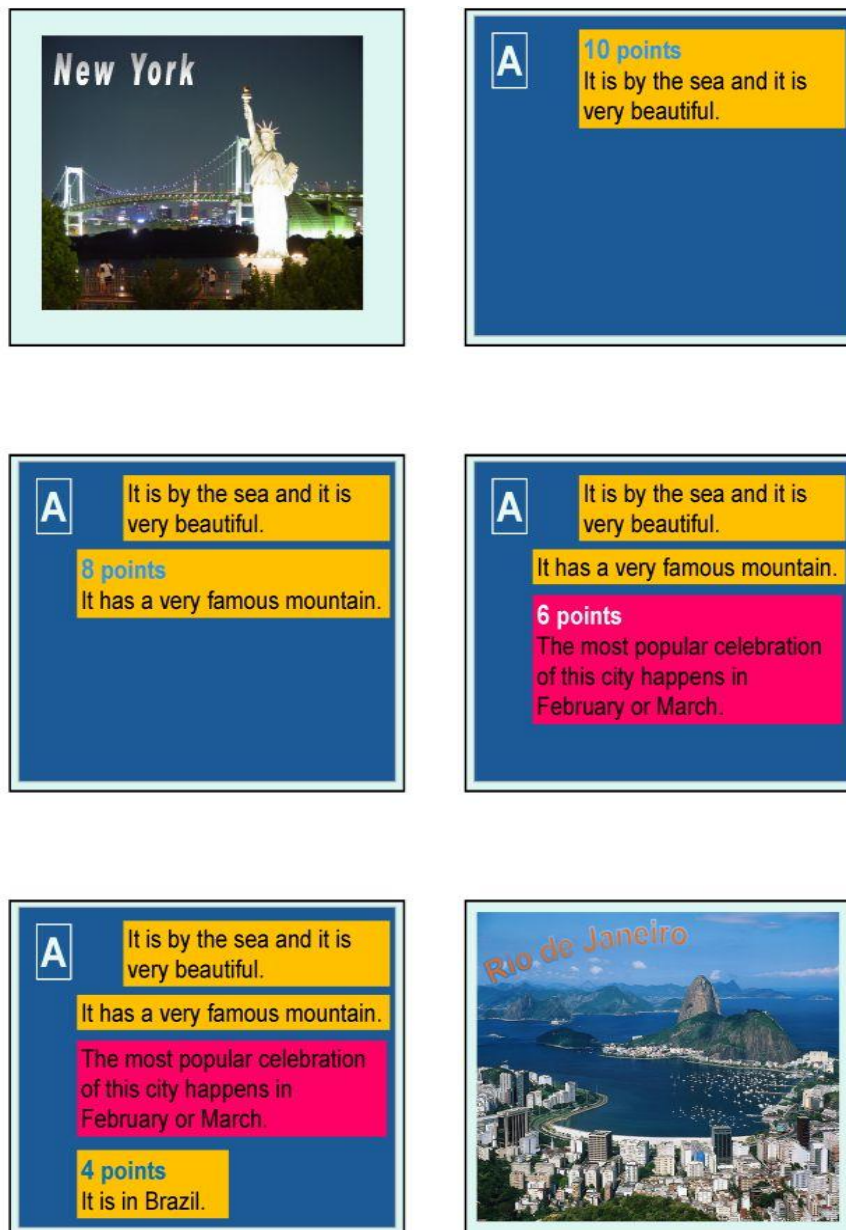 New York
A
10 points
It is by the sea and it is
very beautiful.
A
It is by the sea and it is
very beautiful.
8 points
It has a very famous mountain.
A
It is by the sea and it is
very beautiful.
It has a very famous mountain.
6 points
The most popular celebration
of this city happens in
February or March.
A
It is by the sea and it is
very beautiful.
It has a very famous mountain.
The most popular celebration
of this city happens in
February or March.
4 points
It is in Brazil.
Rio de Janeiro